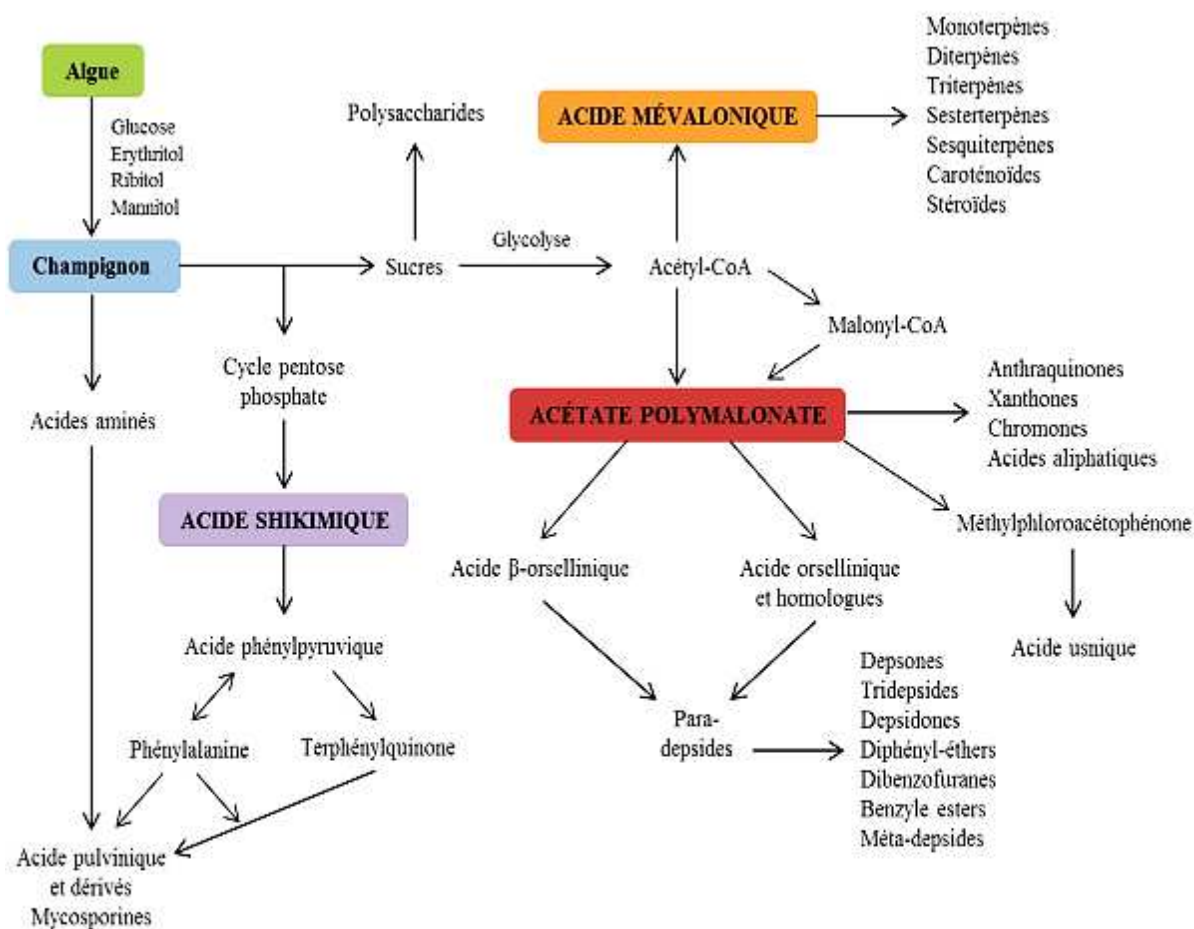 Algue
Glucose
Erythritol
Ribitol
Mannitol
Champignon
Polysaccharides
Sucres
Glycolyse
Acétyl-CoA
Malonyl-CoA
ACIDE MÉVALONIQUE
Monoterpènes
Diterpènes
Triterpènes
Sesterterpènes
Sesquiterpènes
Caroténoïdes
Stéroïdes
Cycle pentose
phosphate
Acides aminés
ACIDE SHIKIMIQUE
Acide phénylpyruvique
Phénylalanine
Terphénylquinone
Acide pulvinique
et dérivés
Mycosporines
ACÉTATE POLYMALONATE
Anthraquinones
Xanthones
Chromones
Acides aliphatiques
Méthylphloroacétophénone
Acide usnique
Acide β-orsellinique
Acide orsellinique
et homologues
Para-
depsides
Depsones
Tridepsides
Depsidones
Diphényl-éthers
Dibenzofuranes
Benzyle esters
Méta-depsides